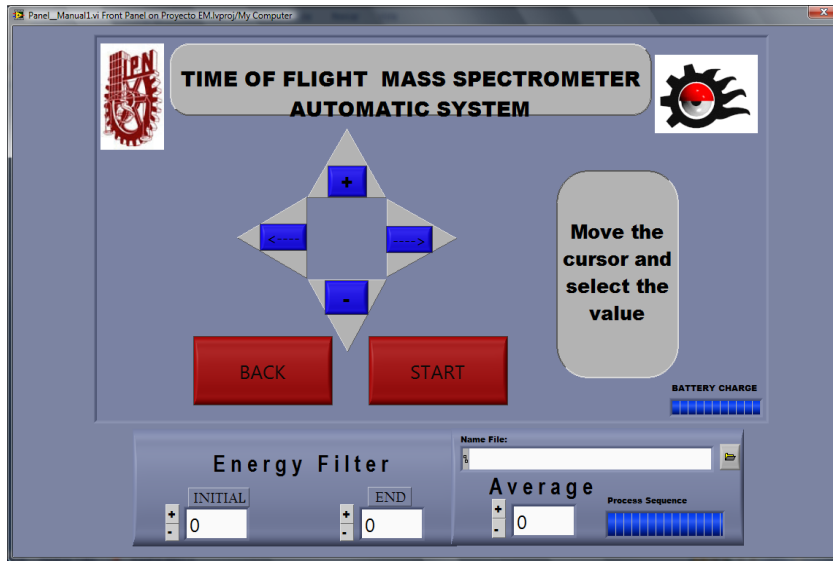 Panel__Manual1.vi Front Panel on Proyecto EM.lvproj/My Computer
IPN
TIME OF FLIGHT MASS SPECTROMETER
AUTOMATIC SYSTEM
+
<----
---->
-
Move the
cursor and
select the
value
BACK
START
BATTERY CHARGE
Energy Filter
INITIAL
END
+
-
0
+
-
0
Name File:
Average
+
-
0
Process Sequence